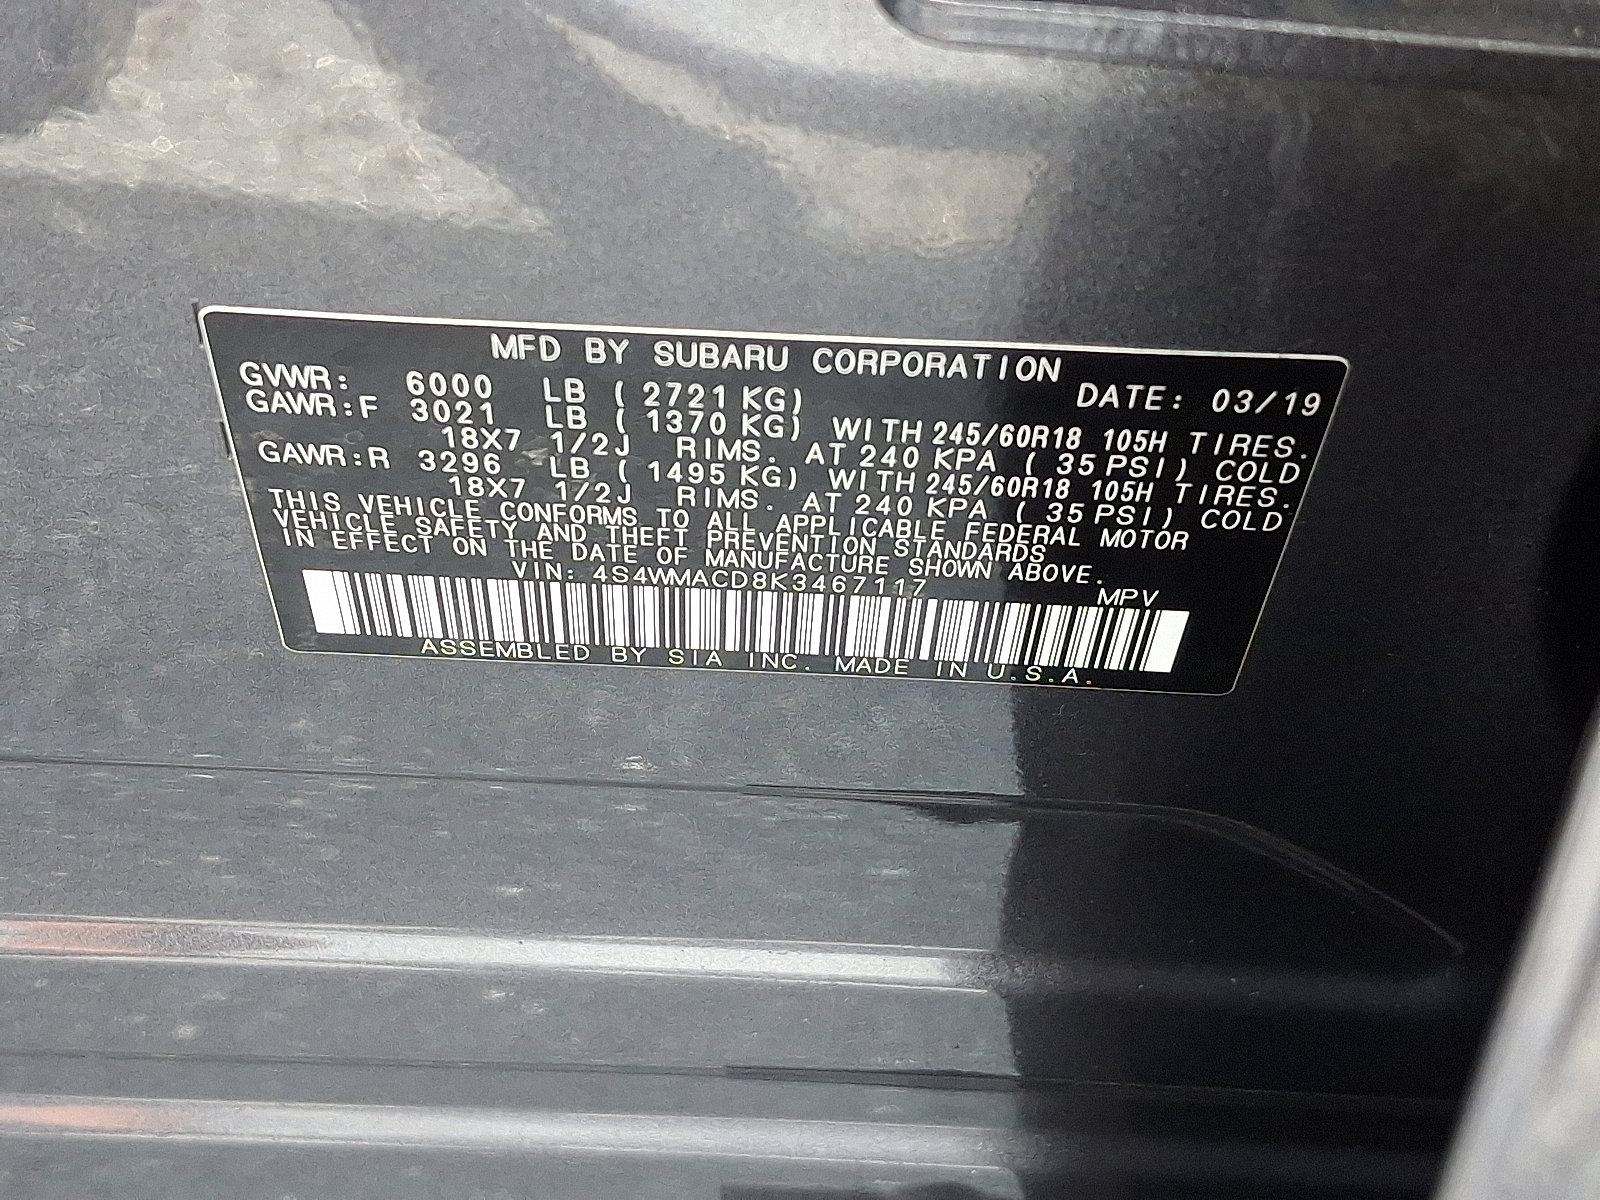 MFD BY SUBARU CORPORATION
GVWR: 6000 LB ( 2721 KG) DATE: 03/19
GAWR:F 3021 LB ( 1370 KG) WITH 245/60R18 105H TIRES.
18X7 1/2J RIMS. AT 240 KPA ( 35 PSI) COLD
GAWR:R 3296 LB ( 1495 KG) WITH 245/60R18 105H TIRES.
18X7 1/2J RIMS. AT 240 KPA ( 35 PSI) COLD
THIS VEHICLE CONFORMS TO ALL APPLICABLE FEDERAL MOTOR
VEHICLE SAFETY AND THEFT PREVENTION STANDARDS
IN EFFECT ON THE DATE OF MANUFACTURE SHOWN ABOVE.
VIN: 4S4WMACD8K3467117 MPV
ASSEMBLED BY SIA INC. MADE IN U.S.A.